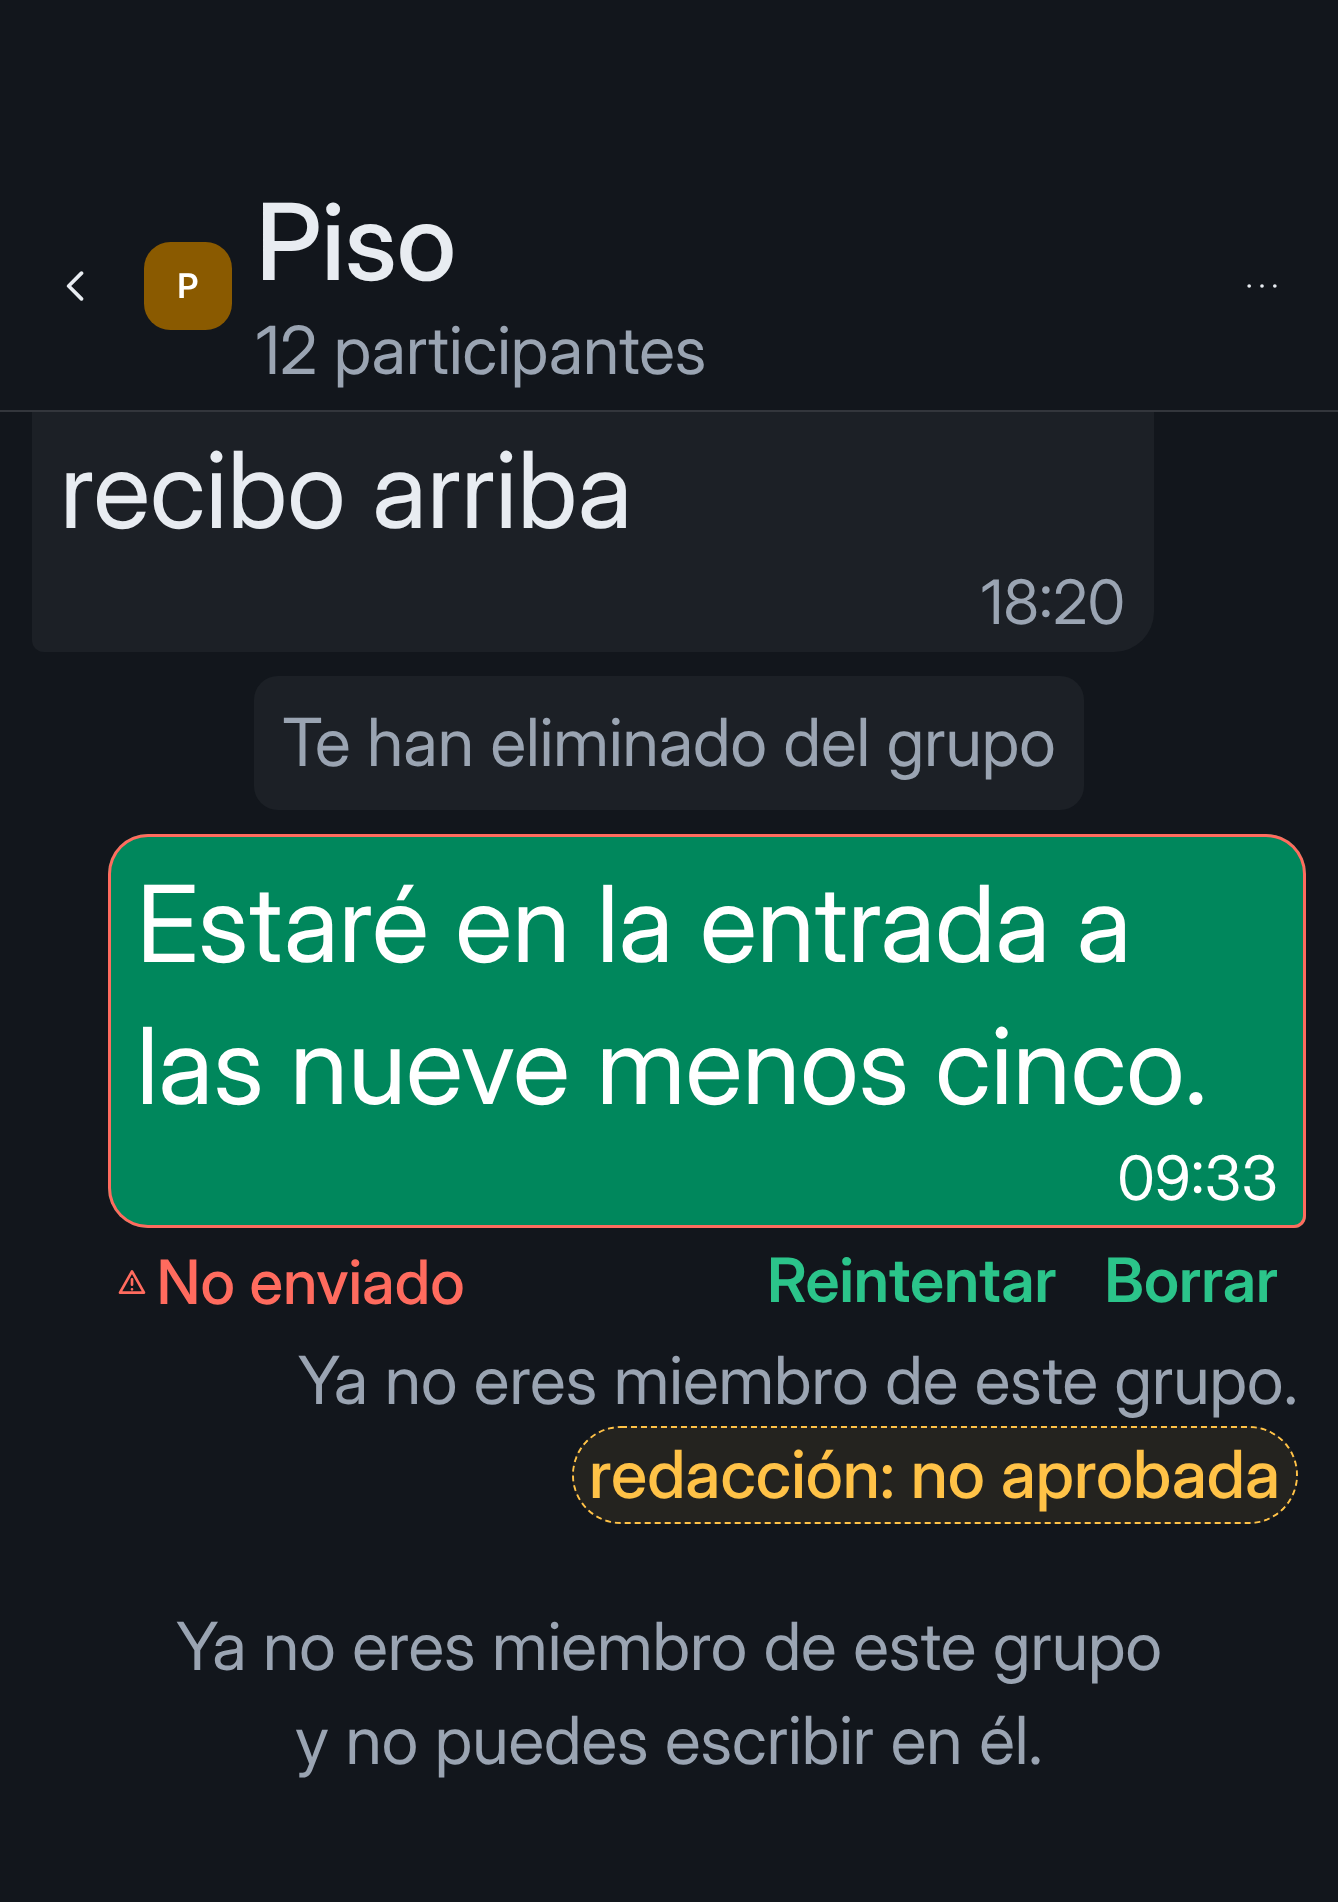 Piso
P
12 participantes
recibo arriba
18:20
Te han eliminado del grupo
Estaré en la entrada a
las nueve menos cinco.
09:33
No enviado
Reintentar
Borrar
Ya no eres miembro de este grupo.
redacción: no aprobada
Ya no eres miembro de este grupo
y no puedes escribir en él.